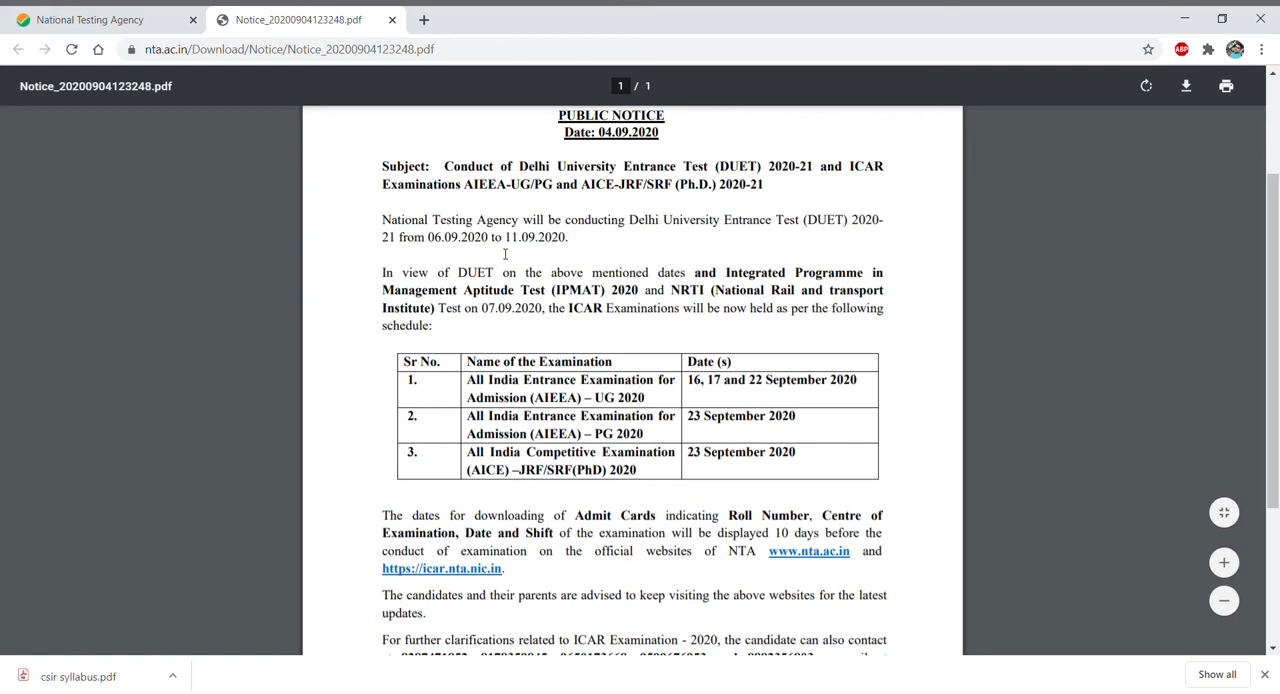 National Testing Agency
Notice_20200904123248.pdf
nta.ac.in/Download/Notice/Notice_20200904123248.pdf
ABP
Notice_20200904123248.pdf
1 / 1
PUBLIC NOTICE
Date: 04.09.2020
Subject: Conduct of Delhi University Entrance Test (DUET) 2020-21 and ICAR
Examinations AIEEA-UG/PG and AICE-JRF/SRF (Ph.D.) 2020-21
National Testing Agency will be conducting Delhi University Entrance Test (DUET) 2020-
21 from 06.09.2020 to 11.09.2020.
In view of DUET on the above mentioned dates and Integrated Programme in
Management Aptitude Test (IPMAT) 2020 and NRTI (National Rail and transport
Institute) Test on 07.09.2020, the ICAR Examinations will be now held as per the following
schedule:
Sr No. Name of the Examination Date (s)
1. All India Entrance Examination for 16, 17 and 22 September 2020
Admission (AIEEA) – UG 2020
2. All India Entrance Examination for 23 September 2020
Admission (AIEEA) – PG 2020
3. All India Competitive Examination 23 September 2020
(AICE) –JRF/SRF(PhD) 2020
The dates for downloading of Admit Cards indicating Roll Number, Centre of
Examination, Date and Shift of the examination will be displayed 10 days before the
conduct of examination on the official websites of NTA www.nta.ac.in and
https://icar.nta.nic.in.
The candidates and their parents are advised to keep visiting the above websites for the latest
updates.
For further clarifications related to ICAR Examination - 2020, the candidate can also contact
csir syllabus.pdf
Show all